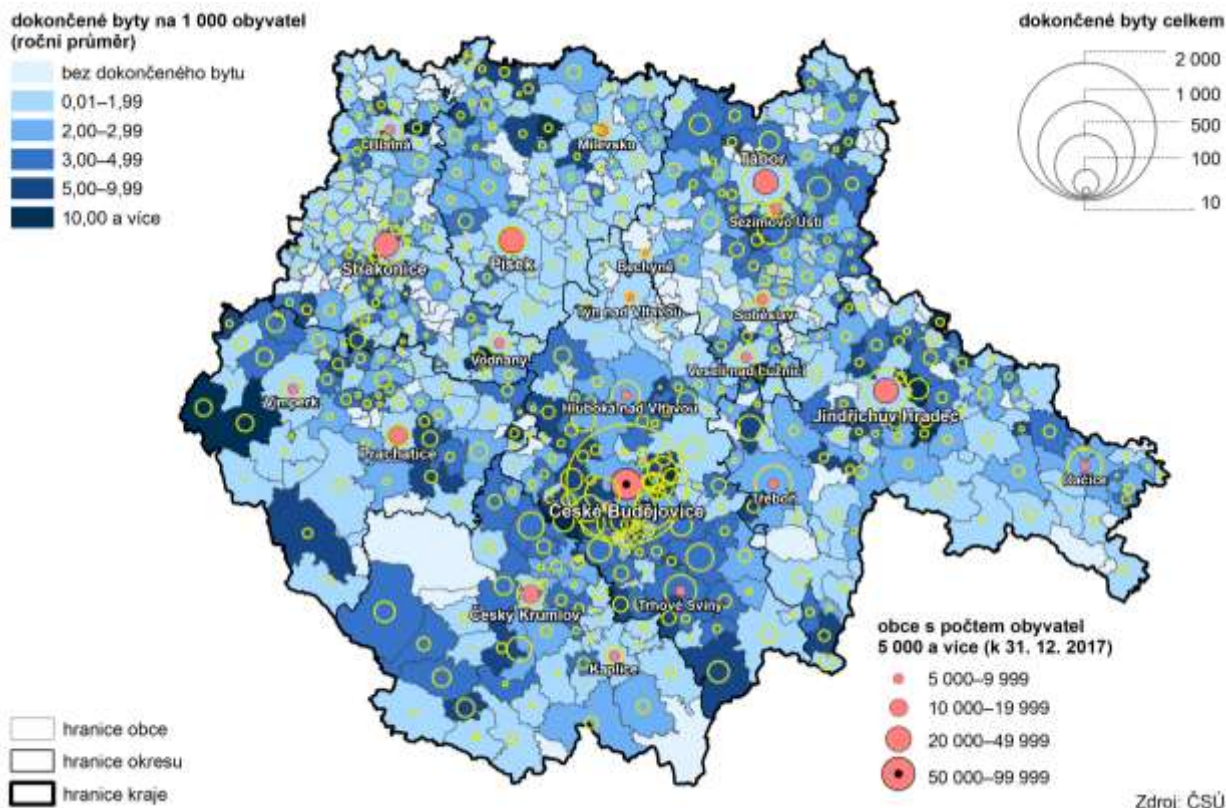 dokončené byty na 1 000 obyvatel
(roční průměr)
bez dokončeného bytu
0,01–1,99
2,00–2,99
3,00–4,99
5,00–9,99
10,00 a více
dokončené byty celkem
2 000
1 000
500
100
10
Blatná
Milevsko
Tábor
Sezimovo Ústí
Strakonice
Písek
Bechyně
Týn nad Vltavou
Soběslav
Vodňany
Veselí nad Lužnicí
Vimperk
Hluboká nad Vltavou
Jindřichův Hradec
Prachatice
Dačice
České Budějovice
Třeboň
Český Krumlov
Trhové Sviny
Kaplice
obce s počtem obyvatel
5 000 a více (k 31. 12. 2017)
5 000–9 999
10 000–19 999
20 000–49 999
50 000–99 999
hranice obce
hranice okresu
hranice kraje
Zdroj: ČSÚ